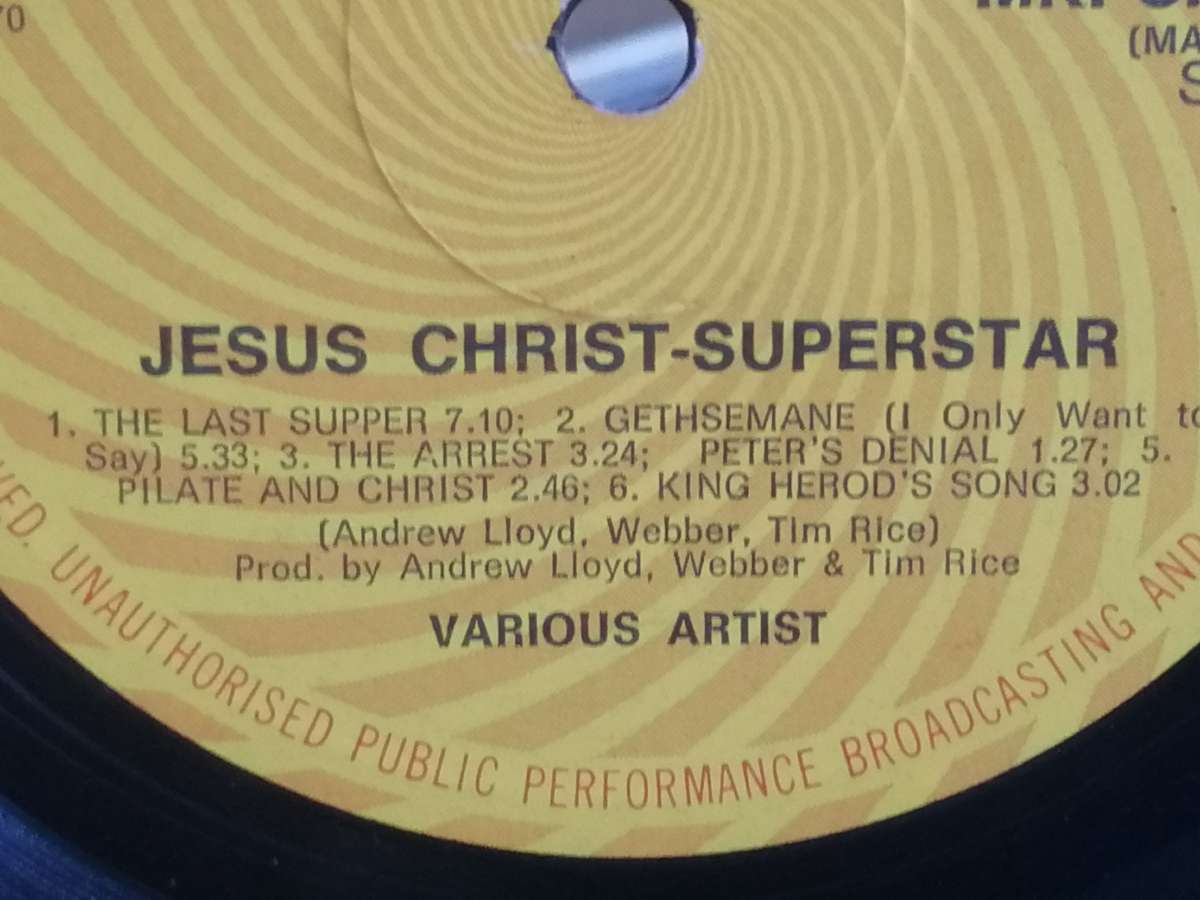 70
(MA
JESUS CHRIST-SUPERSTAR
1. THE LAST SUPPER 7.10; 2. GETHSEMANE (I Only Want to
Say) 5.33; 3. THE ARREST 3.24; PETER'S DENIAL 1.27; 5.
PILATE AND CHRIST 2.46; 6. KING HEROD'S SONG 3.02
(Andrew Lloyd, Webber, Tim Rice)
Prod. by Andrew Lloyd, Webber & Tim Rice
VARIOUS ARTIST
UNAUTHORISED PUBLIC PERFORMANCE BROADCASTING AND